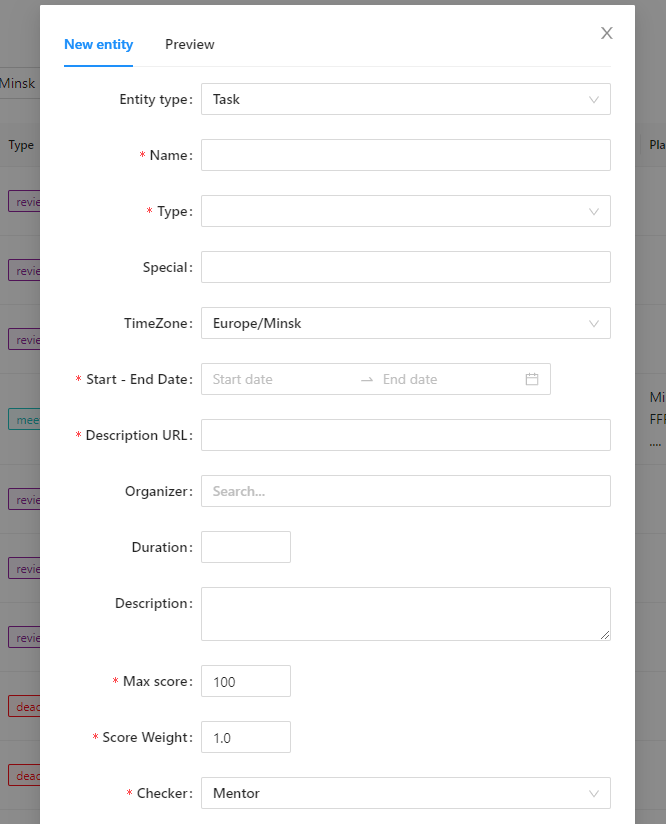 New entity Preview
Minsk
Entity type: Task
Type
Pla
* Name:
revie
* Type:
Special:
revie
TimeZone: Europe/Minsk
revie
* Start - End Date: Start date End date
Mi
mee
FF
....
* Description URL:
Organizer: Search...
revie
Duration:
revie
Description:
revie
* Max score: 100
deac
* Score Weight: 1.0
deac
* Checker: Mentor